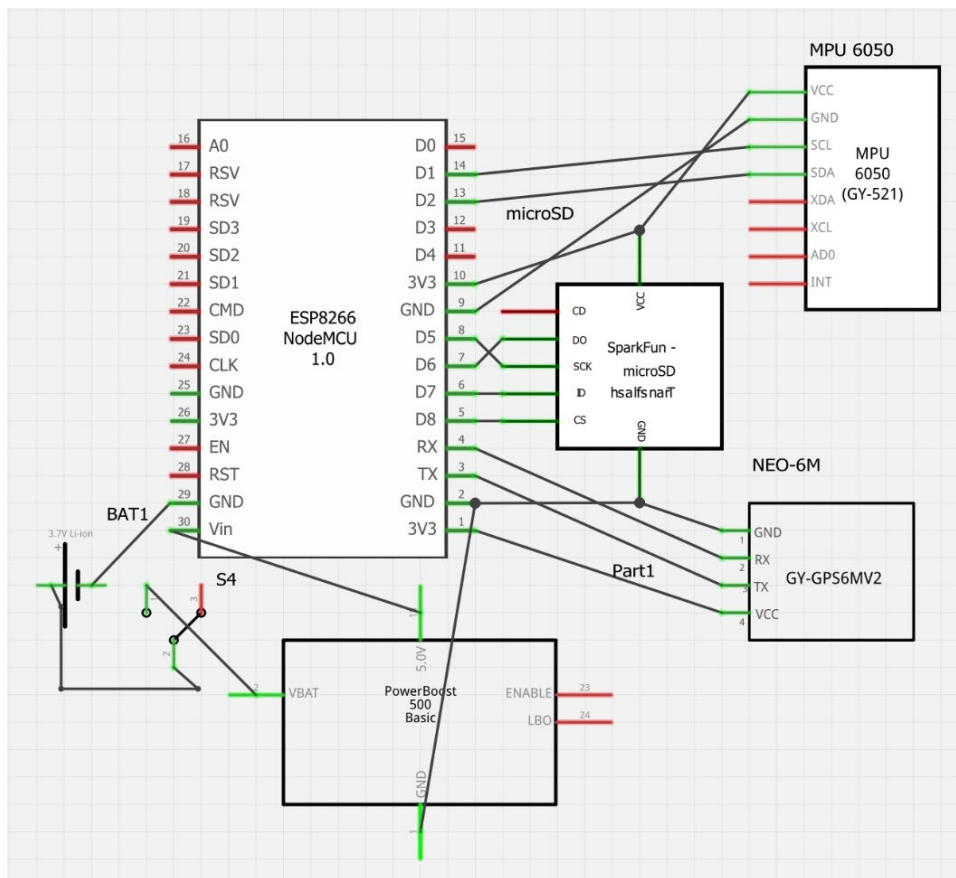 MPU 6050
VCC
GND
SCL
SDA
XDA
XCL
AD0
INT
MPU
6050
(GY-521)
16 A0
17 RSV
18 RSV
19 SD3
20 SD2
21 SD1
22 CMD
23 SD0
24 CLK
25 GND
26 3V3
27 EN
28 RST
29 GND
30 Vin
ESP8266
NodeMCU
1.0
D0 15
D1 14
D2 13
D3 12
D4 11
3V3 10
GND 9
D5 8
D6 7
D7 6
D8 5
RX 4
TX 3
GND 2
3V3 1
microSD
VCC
CD
DO
SCK
ID
CS
SparkFun -
microSD
hsalfsnarT
GND
NEO-6M
GND 1
RX 2
TX 3
VCC 4
GY-GPS6MV2
Part1
BAT1
3.7V Li-ion
+
S4
1
3
2
1
5.0V
2 VBAT
PowerBoost
500
Basic
ENABLE 23
LBO 24
GND
1